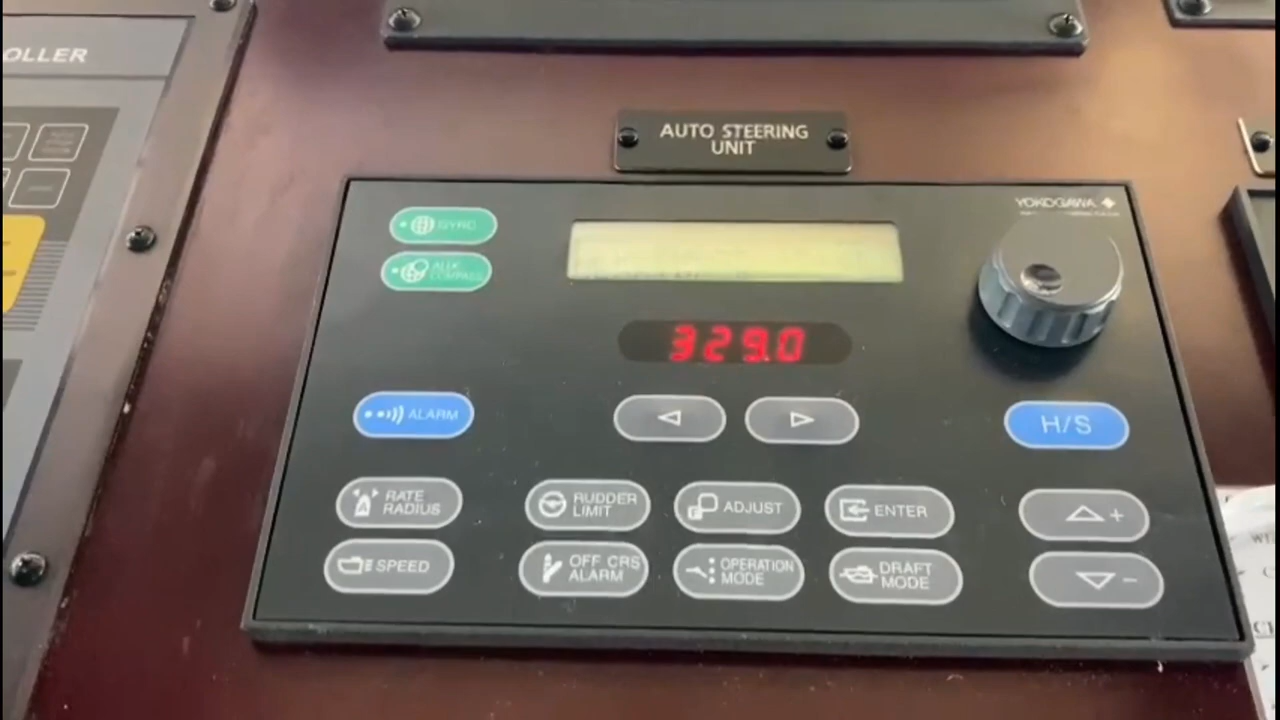 OLLER
AUTO STEERING
UNIT
YOKOGAWA
GYRO
AUX
COMPASS
329.0
ALARM
H/S
RATE
RADIUS
RUDDER
LIMIT
ADJUST
ENTER
+
SPEED
OFF CRS
ALARM
OPERATION
MODE
DRAFT
MODE
-